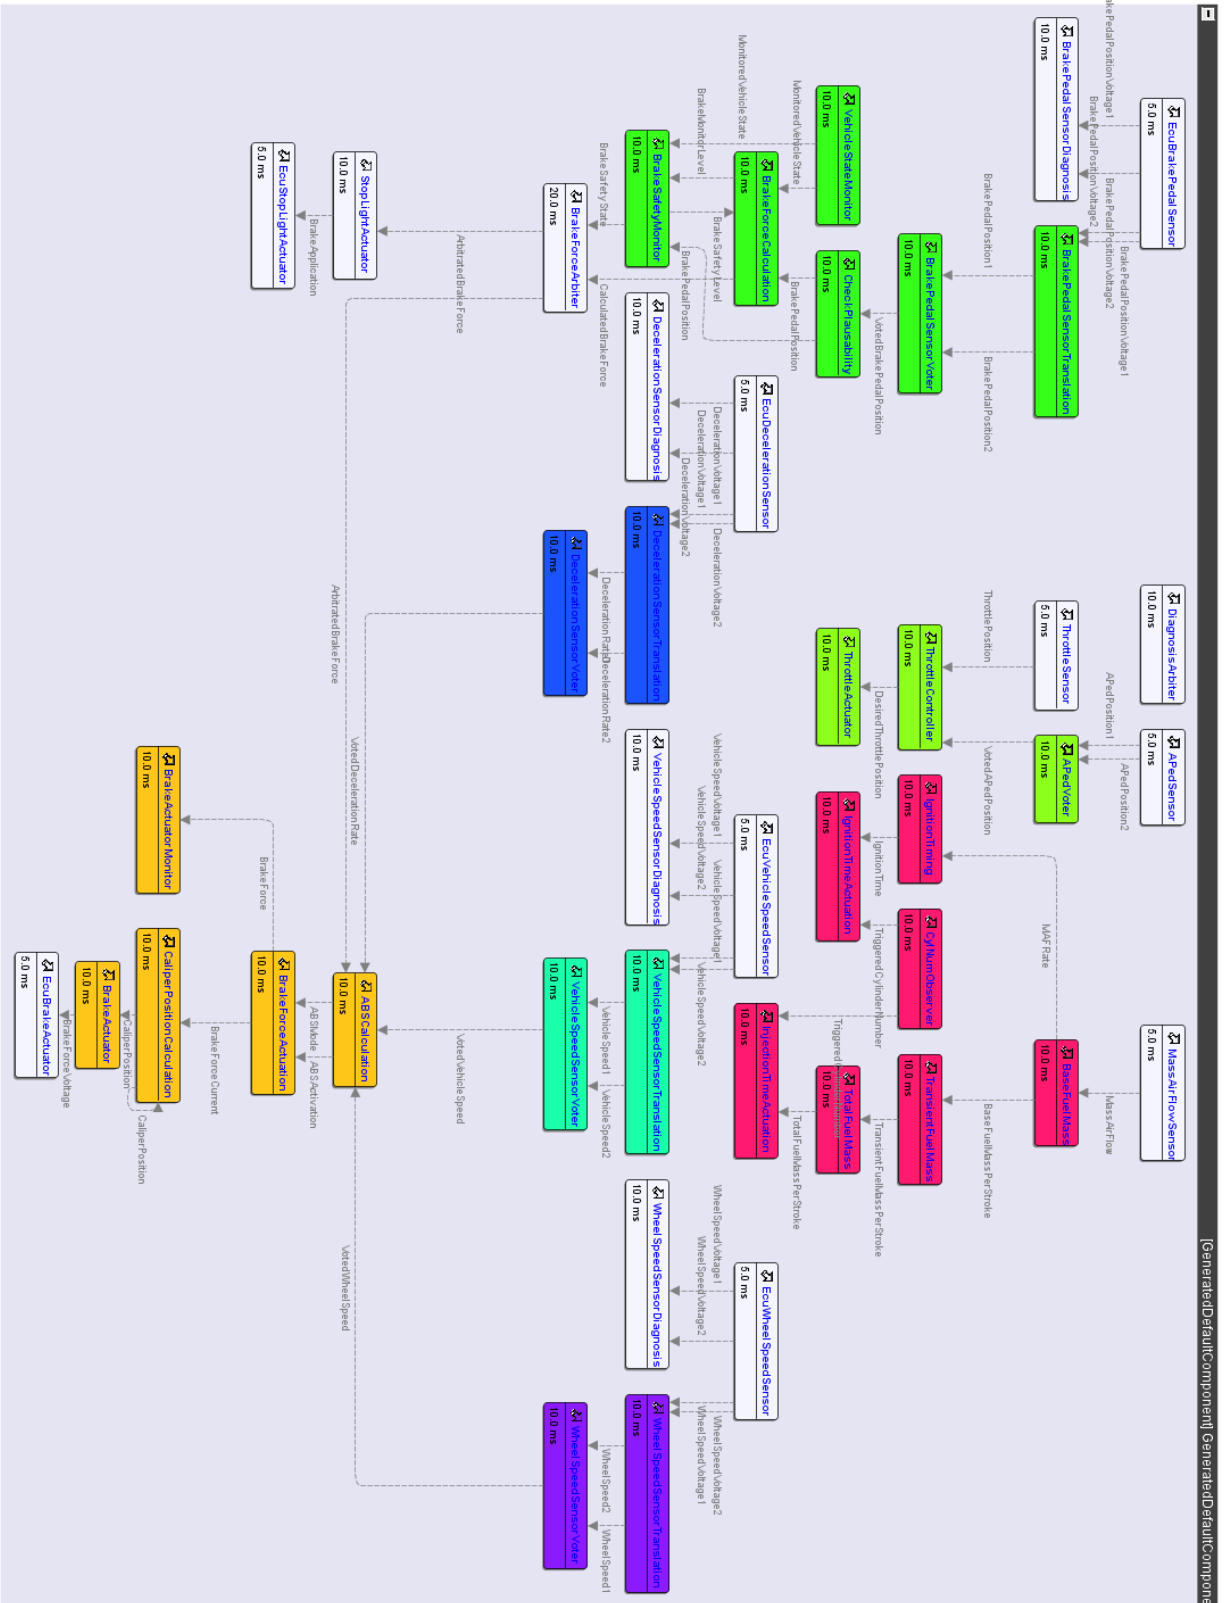 [GeneratedDefaultComponent] GeneratedDefaultCompone
EcuBrakePedalSensor
5.0 ms
DiagnosisArbiter
10.0 ms
APedSensor
5.0 ms
MassAirFlowSensor
5.0 ms
BrakePedalPositionVoltage2
BrakePedalPositionVoltage2
BrakePedalPositionVoltage1
APedPosition1
APedPosition2
MassAirFlow
BrakePedalSensorDiagnosis
10.0 ms
BrakePedalSensorTranslation
10.0 ms
ThrottleSensor
5.0 ms
APedVoter
10.0 ms
BaseFuelMass
10.0 ms
BrakePedalPosition1
BrakePedalPosition2
ThrottlePosition
VotedAPedPosition
MAFRate
BaseFuelMassPerStroke
BrakePedalSensorVoter
10.0 ms
ThrottleController
10.0 ms
IgnitionTiming
10.0 ms
CylNumObserver
10.0 ms
TransientFuelMass
10.0 ms
VotedBrakePedalPosition
DesiredThrottlePosition
IgnitionTime
TriggeredCylinderNumber
TransientFuelMassPerStroke
VehicleStateMonitor
10.0 ms
CheckPlausability
10.0 ms
ThrottleActuator
10.0 ms
IgnitionTimeActuation
10.0 ms
TotalFuelMass
10.0 ms
MonitoredVehicleState
MonitoredVehicleState
BrakePedalPosition
TotalFuelMassPerStroke
BrakeForceCalculation
10.0 ms
EcuDecelerationSensor
5.0 ms
EcuVehicleSpeedSensor
5.0 ms
InjectionTimeActuation
10.0 ms
EcuWheelSpeedSensor
5.0 ms
BrakeMonitorLevel
BrakeSafetyLevel
BrakePedalPosition
DecelerationVoltage1
DecelerationVoltage1
DecelerationVoltage2
DecelerationVoltage2
VehicleSpeedVoltage1
VehicleSpeedVoltage2
VehicleSpeedVoltage1
VehicleSpeedVoltage2
WheelSpeedVoltage1
WheelSpeedVoltage2
WheelSpeedVoltage2
WheelSpeedVoltage1
BrakeSafetyMonitor
10.0 ms
DecelerationSensorDiagnosis
10.0 ms
DecelerationSensorTranslation
10.0 ms
VehicleSpeedSensorDiagnosis
10.0 ms
VehicleSpeedSensorTranslation
10.0 ms
WheelSpeedSensorDiagnosis
10.0 ms
WheelSpeedSensorTranslation
10.0 ms
BrakeSafetyState
CalculatedBrakeForce
DecelerationRate2
VehicleSpeed1
VehicleSpeed2
WheelSpeed2
WheelSpeed1
BrakeForceArbiter
20.0 ms
DecelerationSensorVoter
10.0 ms
VehicleSpeedSensorVoter
10.0 ms
WheelSpeedSensorVoter
10.0 ms
ArbitratedBrakeForce
VotedVehicleSpeed
StopLightActuator
10.0 ms
ArbitratedBrakeForce
VotedDecelerationRate
ABSCalculation
10.0 ms
VotedWheelSpeed
BrakeApplication
ABSMode
ABSActivation
EcuStopLightActuator
5.0 ms
BrakeForceActuation
10.0 ms
BrakeForce
BrakeForceCurrent
BrakeActuatorMonitor
10.0 ms
CaliperPositionCalculation
10.0 ms
CaliperPosition
CaliperPosition
BrakeActuator
10.0 ms
BrakeForceVoltage
EcuBrakeActuator
5.0 ms